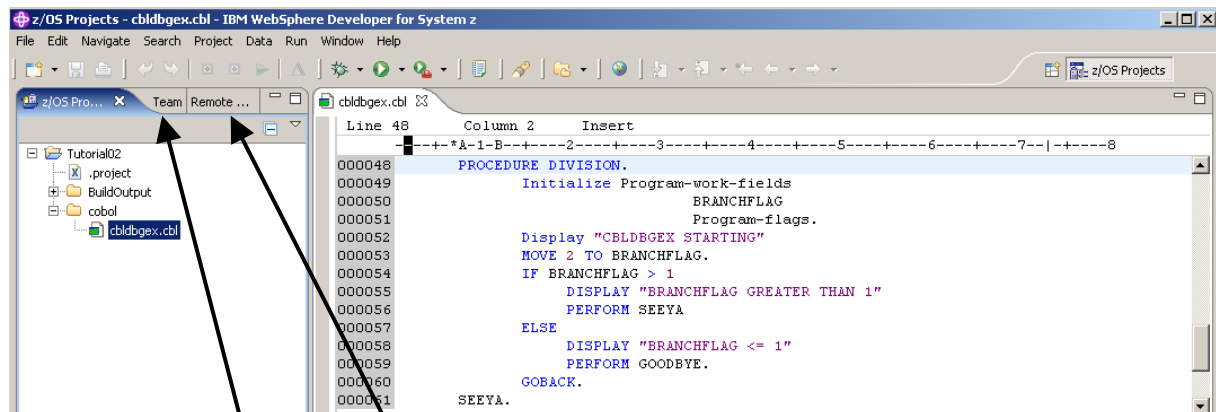 z/OS Projects - cbldbgex.cbl - IBM WebSphere Developer for System z
File Edit Navigate Search Project Data Run Window Help
z/OS Projects
z/OS Pro... Team Remote ...
cbldbgex.cbl
Line 48 Column 2 Insert
--+-*A-1-B--+----2----+----3----+----4----+----5----+----6----+----7--|-+----8
Tutorial02
.project
BuildOutput
cobol
cbldbgex.cbl
000048 PROCEDURE DIVISION.
000049 Initialize Program-work-fields
000050 BRANCHFLAG
000051 Program-flags.
000052 Display "CBLDBGEX STARTING"
000053 MOVE 2 TO BRANCHFLAG.
000054 IF BRANCHFLAG > 1
000055 DISPLAY "BRANCHFLAG GREATER THAN 1"
000056 PERFORM SEEYA
000057 ELSE
000058 DISPLAY "BRANCHFLAG <= 1"
000059 PERFORM GOODBYE.
000060 GOBACK.
000061 SEEYA.